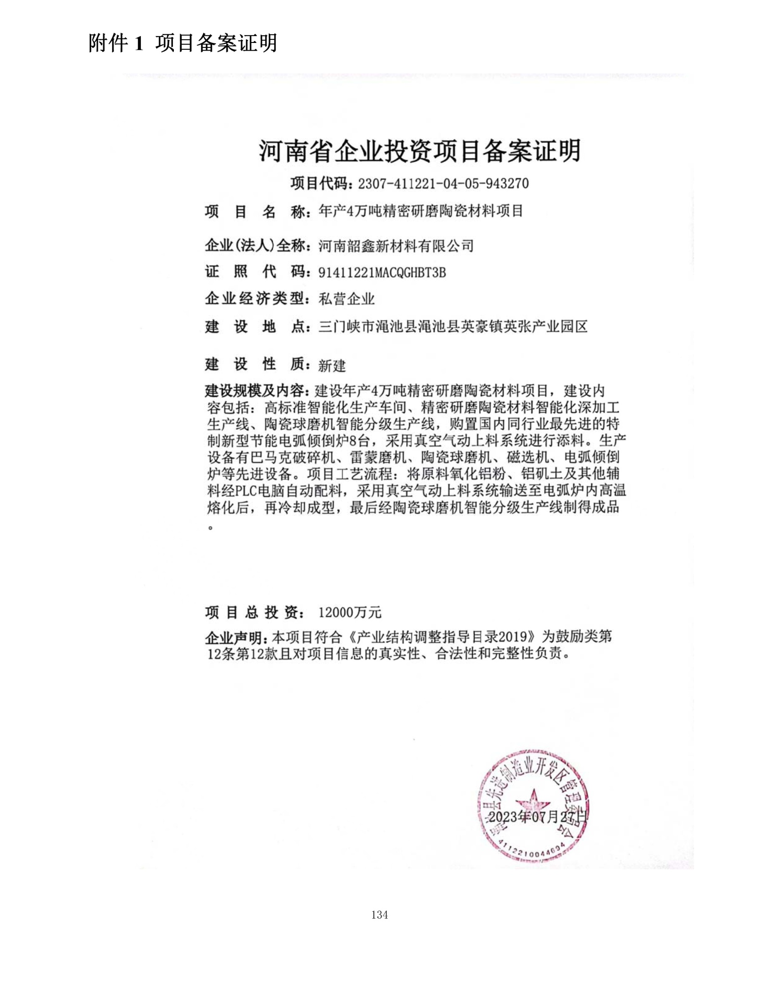 附件 1 项目备案证明
河南省企业投资项目备案证明
项目代码：2307-411221-04-05-943270
项目名称：年产4万吨精密研磨陶瓷材料项目
企业(法人)全称：河南韶鑫新材料有限公司
证照代码：91411221MACQGHBT3B
企业经济类型：私营企业
建设地点：三门峡市渑池县渑池县英豪镇英张产业园区
建设性质：新建
建设规模及内容：建设年产4万吨精密研磨陶瓷材料项目，建设内
容包括：高标准智能化生产车间、精密研磨陶瓷材料智能化深加工
生产线、陶瓷球磨机智能分级生产线，购置国内同行业最先进的特
制新型节能电弧倾倒炉8台，采用真空气动上料系统进行添料。生产
设备有巴马克破碎机、雷蒙磨机、陶瓷球磨机、磁选机、电弧倾倒
炉等先进设备。项目工艺流程：将原料氧化铝粉、铝矾土及其他辅
料经PLC电脑自动配料，采用真空气动上料系统输送至电弧炉内高温
熔化后，再冷却成型，最后经陶瓷球磨机智能分级生产线制得成品
。
项目总投资：12000万元
企业声明：本项目符合《产业结构调整指导目录2019》为鼓励类第
12条第12款且对项目信息的真实性、合法性和完整性负责。
渑池县先进制造业开发区管理委员会
2023年07月27日
4112210044694
134